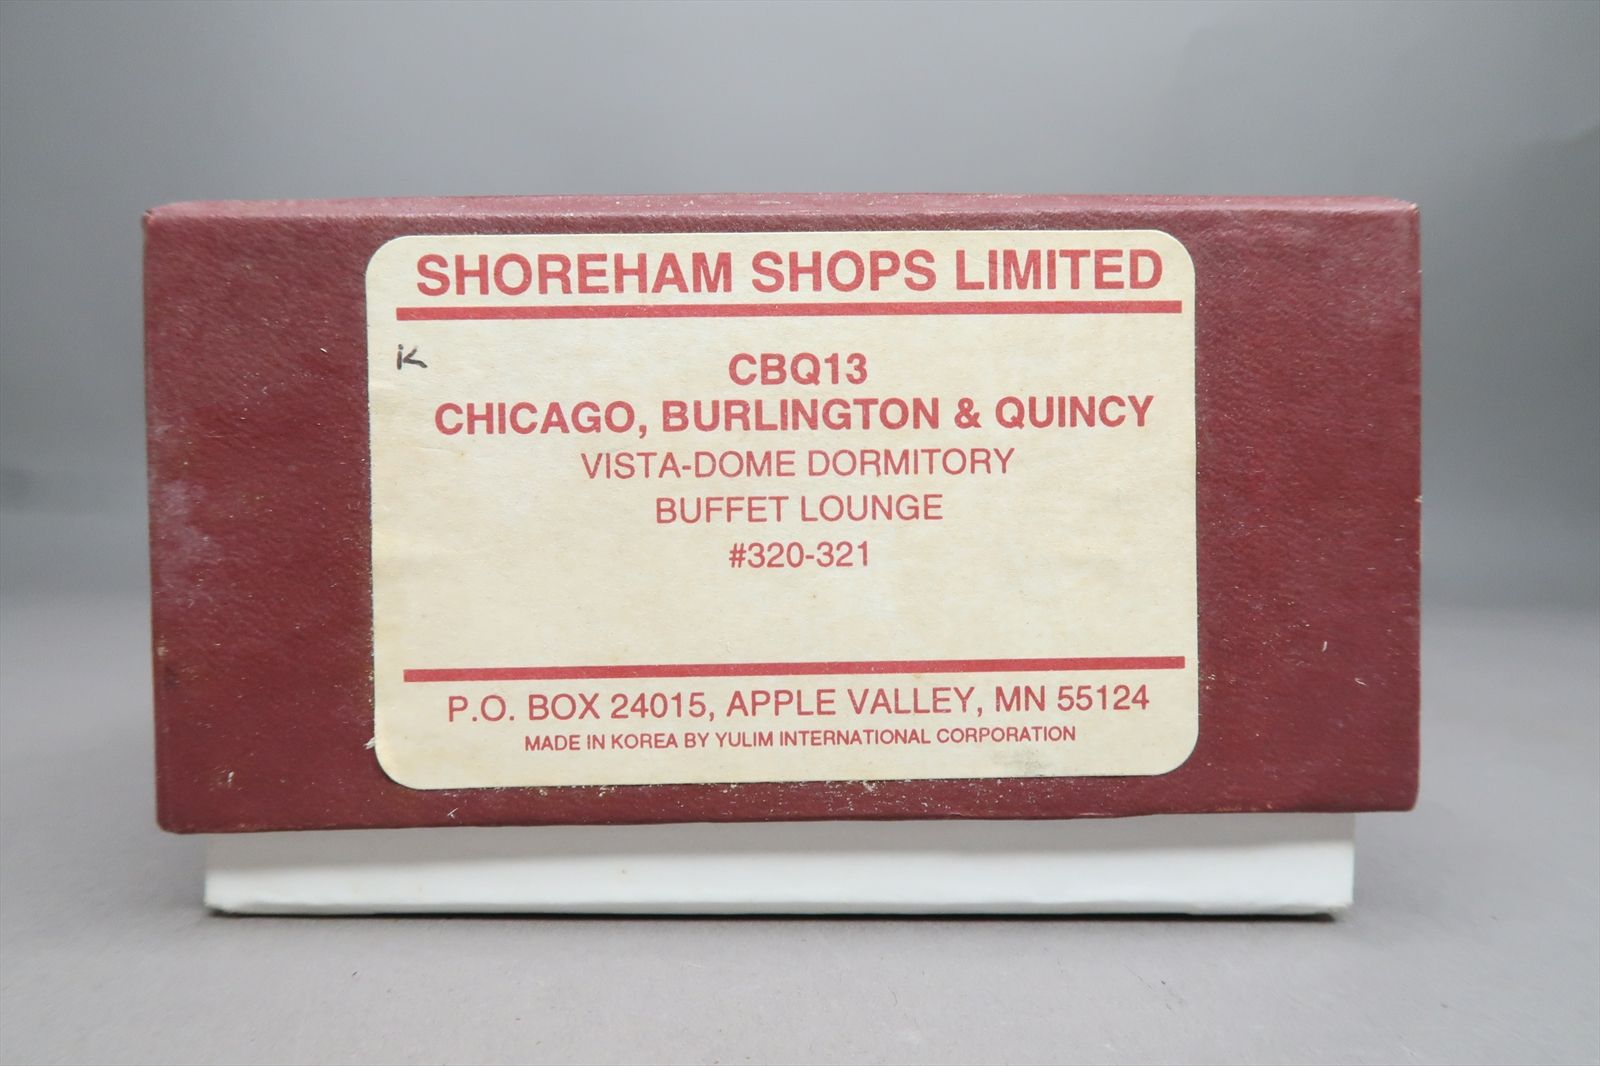 SHOREHAM SHOPS LIMITED
K
CBQ13
CHICAGO, BURLINGTON & QUINCY
VISTA-DOME DORMITORY
BUFFET LOUNGE
#320-321
P.O. BOX 24015, APPLE VALLEY, MN 55124
MADE IN KOREA BY YULIM INTERNATIONAL CORPORATION